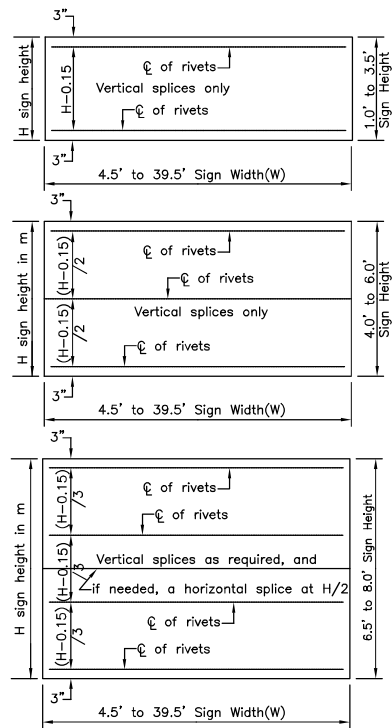 3"
H sign height
H-0.15
℄ of rivets
Vertical splices only
℄ of rivets
1.0' to 3.5'
Sign Height
3"
4.5' to 39.5' Sign Width(W)
3"
H sign height in m
(H-0.15)
/2
℄ of rivets
℄ of rivets
(H-0.15)
/2
Vertical splices only
℄ of rivets
4.0' to 6.0'
Sign Height
3"
4.5' to 39.5' Sign Width(W)
3"
H sign height in m
(H-0.15)
/3
℄ of rivets
℄ of rivets
(H-0.15)
/3
Vertical splices as required, and
if needed, a horizontal splice at H/2
(H-0.15)
/3
℄ of rivets
℄ of rivets
6.5' to 8.0' Sign Height
3"
4.5' to 39.5' Sign Width(W)